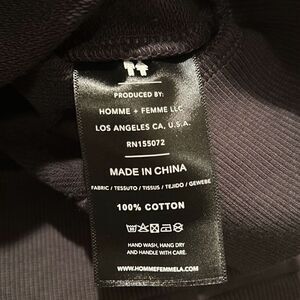 PRODUCED BY:
HOMME + FEMME LLC
LOS ANGELES CA, U.S.A.
RN155072
MADE IN CHINA
FABRIC / TESSUTO / TISSUS / TEJIDO / GEWEBE
100% COTTON
HAND WASH, HANG DRY
AND HANDLE WITH CARE.
WWW.HOMMEFEMMELA.COM